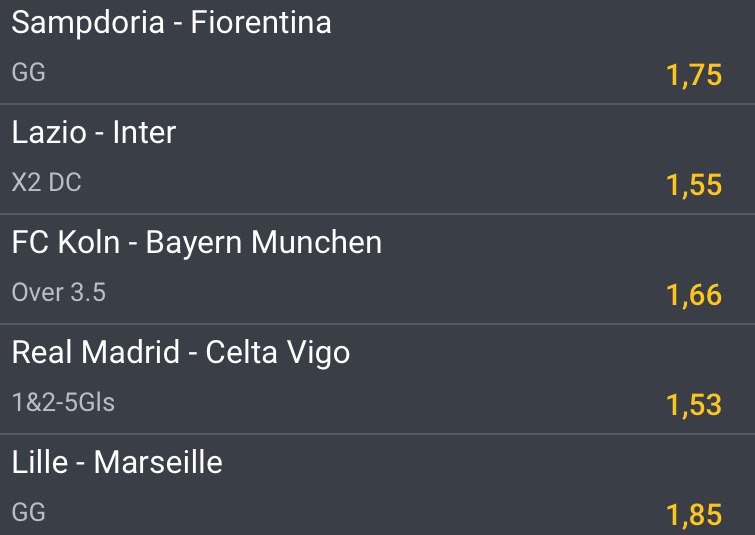 Sampdoria - Fiorentina
GG 1,75
Lazio - Inter
X2 DC 1,55
FC Koln - Bayern Munchen
Over 3.5 1,66
Real Madrid - Celta Vigo
1&2-5Gls 1,53
Lille - Marseille
GG 1,85